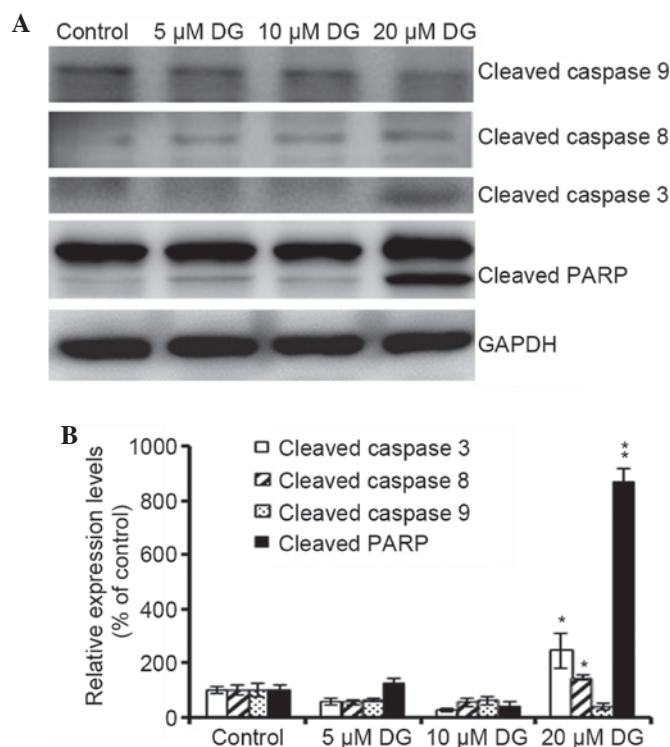 A
Control 5 µM DG 10 µM DG 20 µM DG
Cleaved caspase 9
Cleaved caspase 8
Cleaved caspase 3
Cleaved PARP
GAPDH
B
Relative expression levels
(% of control)
1000
800
600
400
200
0
Cleaved caspase 3
Cleaved caspase 8
Cleaved caspase 9
Cleaved PARP
*
*
**
Control 5 µM DG 10 µM DG 20 µM DG